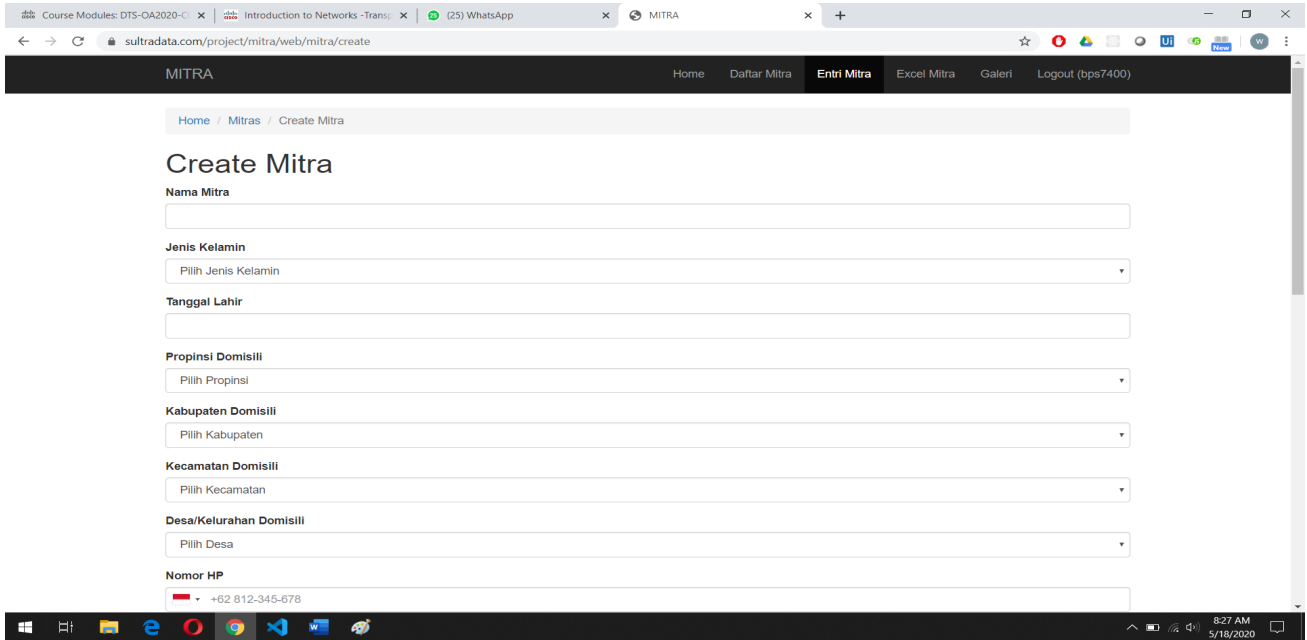 Course Modules: DTS-OA2020-C
Introduction to Networks -Transp
(25) WhatsApp
MITRA
sultradata.com/project/mitra/web/mitra/create
New
MITRA
Home Daftar Mitra Entri Mitra Excel Mitra Galeri Logout (bps7400)
Home / Mitras / Create Mitra
Create Mitra
Nama Mitra
Jenis Kelamin
Pilih Jenis Kelamin
Tanggal Lahir
Propinsi Domisili
Pilih Propinsi
Kabupaten Domisili
Pilih Kabupaten
Kecamatan Domisili
Pilih Kecamatan
Desa/Kelurahan Domisili
Pilih Desa
Nomor HP
+62 812-345-678
8:27 AM
5/18/2020